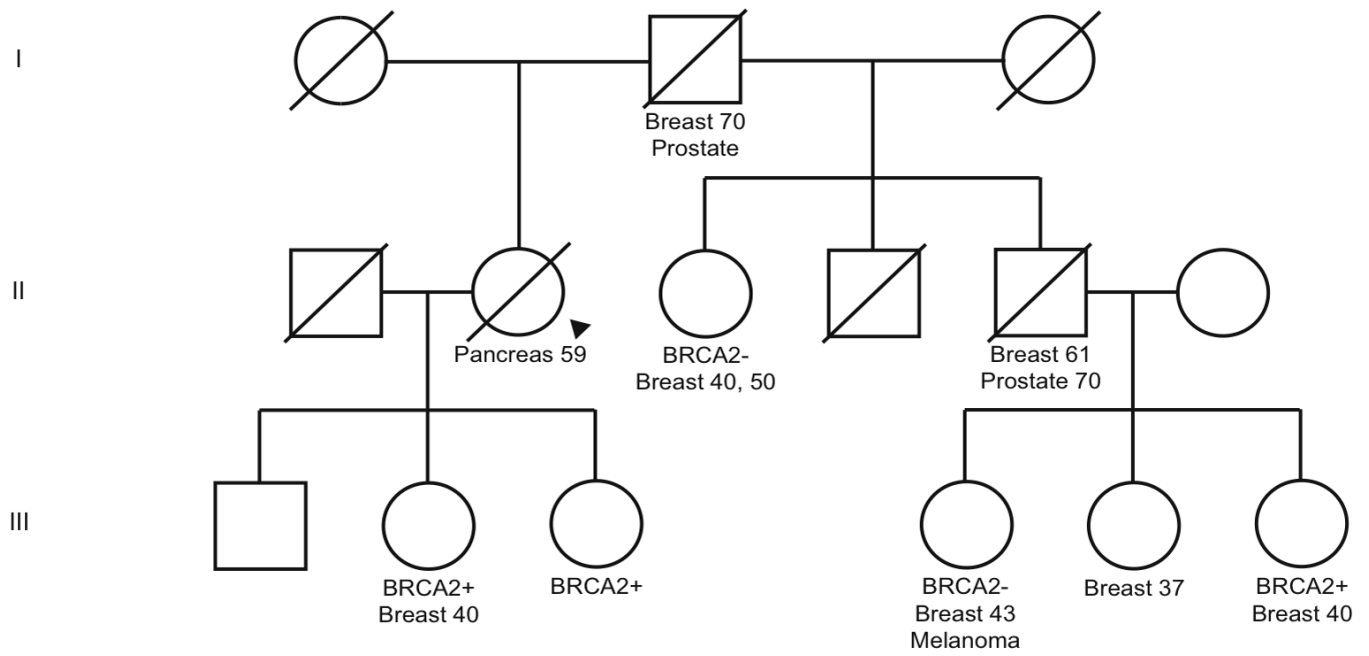 I
Breast 70
Prostate
II
Pancreas 59
BRCA2-
Breast 40, 50
Breast 61
Prostate 70
III
BRCA2+
Breast 40
BRCA2+
BRCA2-
Breast 43
Melanoma
Breast 37
BRCA2+
Breast 40